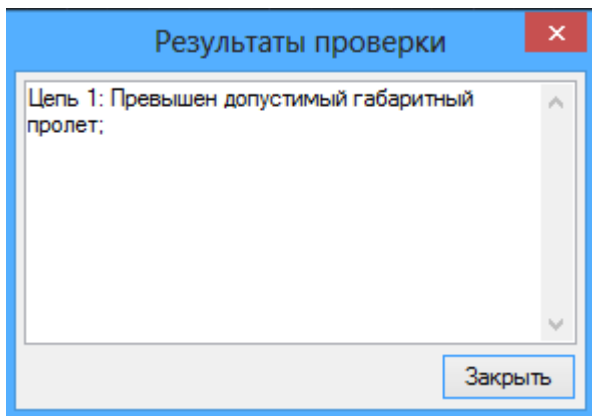 Результаты проверки
Цепь 1: Превышен допустимый габаритный
пролет;
Закрыть